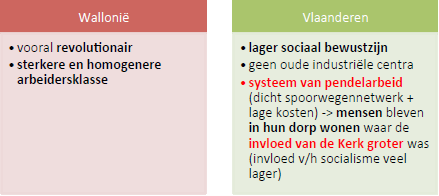 Wallonië
• vooral revolutionair
• sterkere en homogenere
arbeidersklasse
Vlaanderen
• lager sociaal bewustzijn
• geen oude industriële centra
• systeem van pendelarbeid
(dicht spoorwegennetwerk +
lage kosten) -> mensen bleven
in hun dorp wonen waar de
invloed van de Kerk groter was
(invloed v/h socialisme veel
lager)